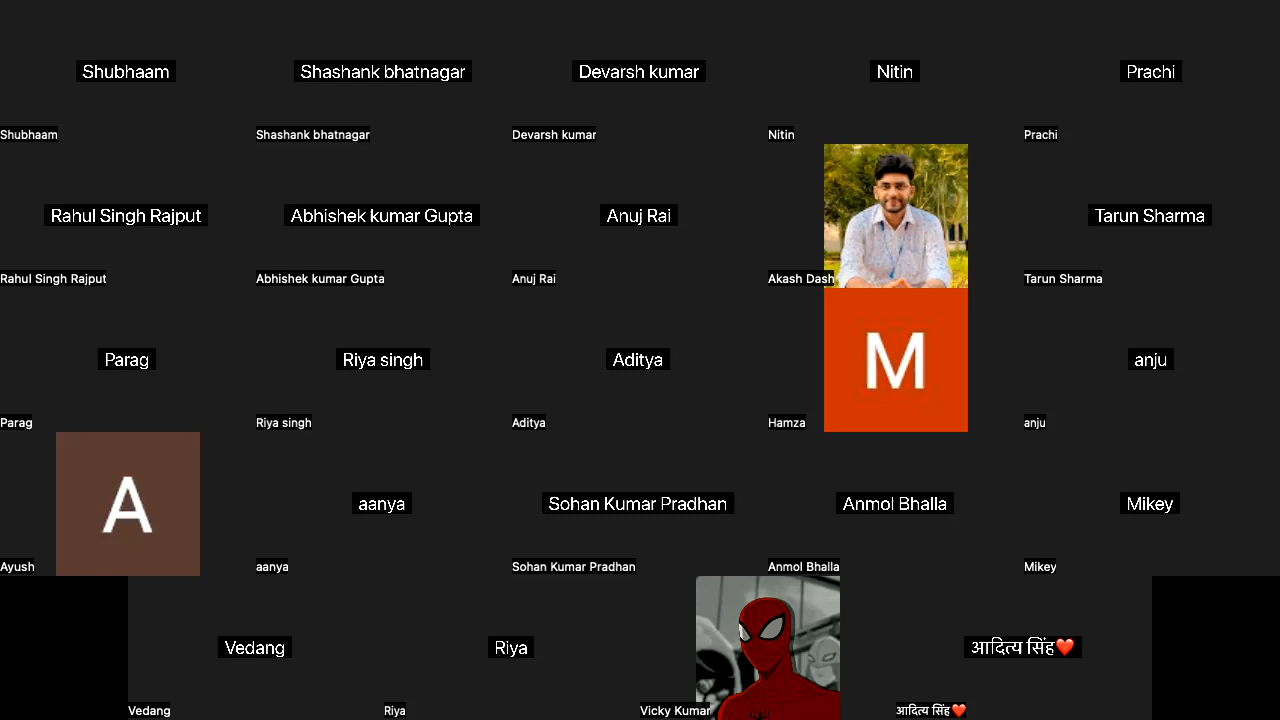 Shubhaam
Shashank bhatnagar
Devarsh kumar
Nitin
Prachi
Shubhaam
Shashank bhatnagar
Devarsh kumar
Nitin
Prachi
Rahul Singh Rajput
Abhishek kumar Gupta
Anuj Rai
Tarun Sharma
Rahul Singh Rajput
Abhishek kumar Gupta
Anuj Rai
Akash Dash
Tarun Sharma
Parag
Riya singh
Aditya
M
anju
Parag
Riya singh
Aditya
Hamza
anju
A
aanya
Sohan Kumar Pradhan
Anmol Bhalla
Mikey
Ayush
aanya
Sohan Kumar Pradhan
Anmol Bhalla
Mikey
Vedang
Riya
आदित्य सिंह❤️
Vedang
Riya
Vicky Kumar
आदित्य सिंह❤️